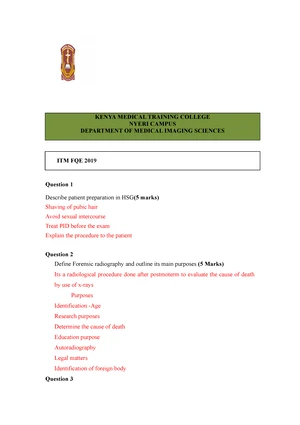 KENYA MEDICAL TRAINING COLLEGE
NYERI CAMPUS
DEPARTMENT OF MEDICAL IMAGING SCIENCES
ITM FQE 2019
Question 1
Describe patient preparation in HSG(5 marks)
Shaving of pubic hair
Avoid sexual intercourse
Treat PID before the exam
Explain the procedure to the patient
Question 2
Define Forensic radiography and outline its main purposes (5 Marks)
Its a radiological procedure done after postmoterm to evaluate the cause of death
by use of x-rays
Purposes
Identification -Age
Research purposes
Determine the cause of death
Education purpose
Autoradiography
Legal matters
Identification of foreign body
Question 3